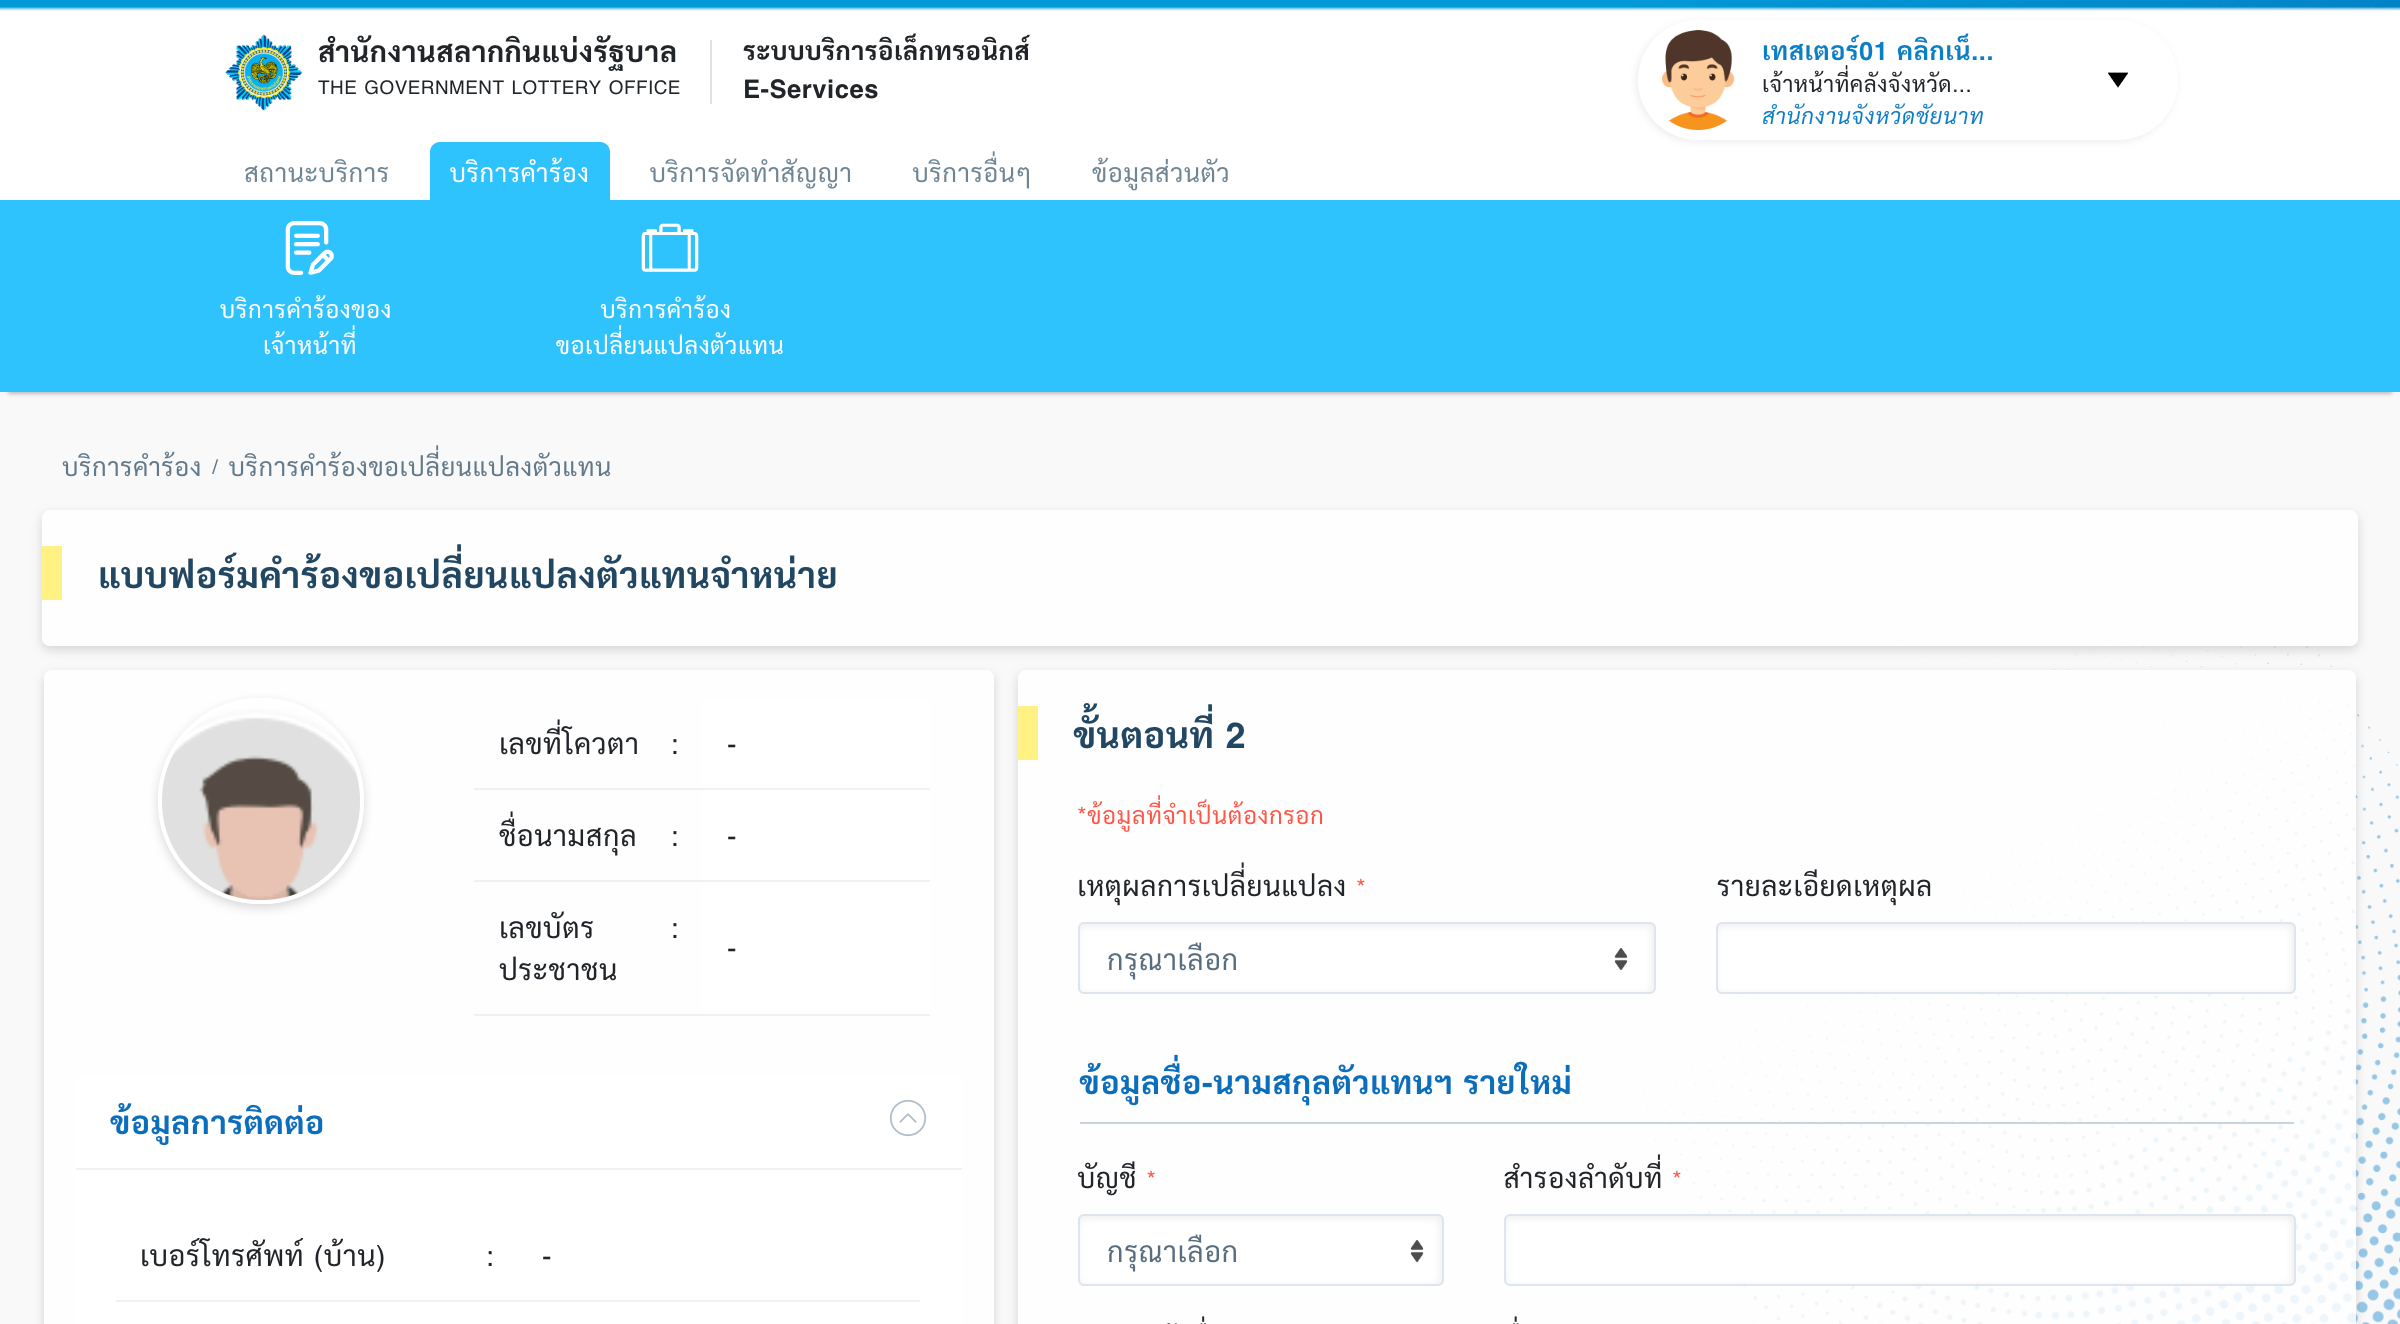 สำนักงานสลากกินแบ่งรัฐบาล
THE GOVERNMENT LOTTERY OFFICE
ระบบบริการอิเล็กทรอนิกส์
E-Services
เทสเตอร์01 คลิกเน็...
เจ้าหน้าที่คลังจังหวัด...
สำนักงานจังหวัดชัยนาท
สถานะบริการ
บริการคำร้อง
บริการจัดทำสัญญา
บริการอื่นๆ
ข้อมูลส่วนตัว
บริการคำร้องของ
เจ้าหน้าที่
บริการคำร้อง
ขอเปลี่ยนแปลงตัวแทน
บริการคำร้อง / บริการคำร้องขอเปลี่ยนแปลงตัวแทน
แบบฟอร์มคำร้องขอเปลี่ยนแปลงตัวแทนจำหน่าย
เลขที่โควตา : -
ชื่อนามสกุล : -
เลขบัตร : -
ประชาชน
ข้อมูลการติดต่อ
เบอร์โทรศัพท์ (บ้าน) : -
ขั้นตอนที่ 2
*ข้อมูลที่จำเป็นต้องกรอก
เหตุผลการเปลี่ยนแปลง *
รายละเอียดเหตุผล
กรุณาเลือก
ข้อมูลชื่อ-นามสกุลตัวแทนฯ รายใหม่
บัญชี *
สำรองลำดับที่ *
กรุณาเลือก